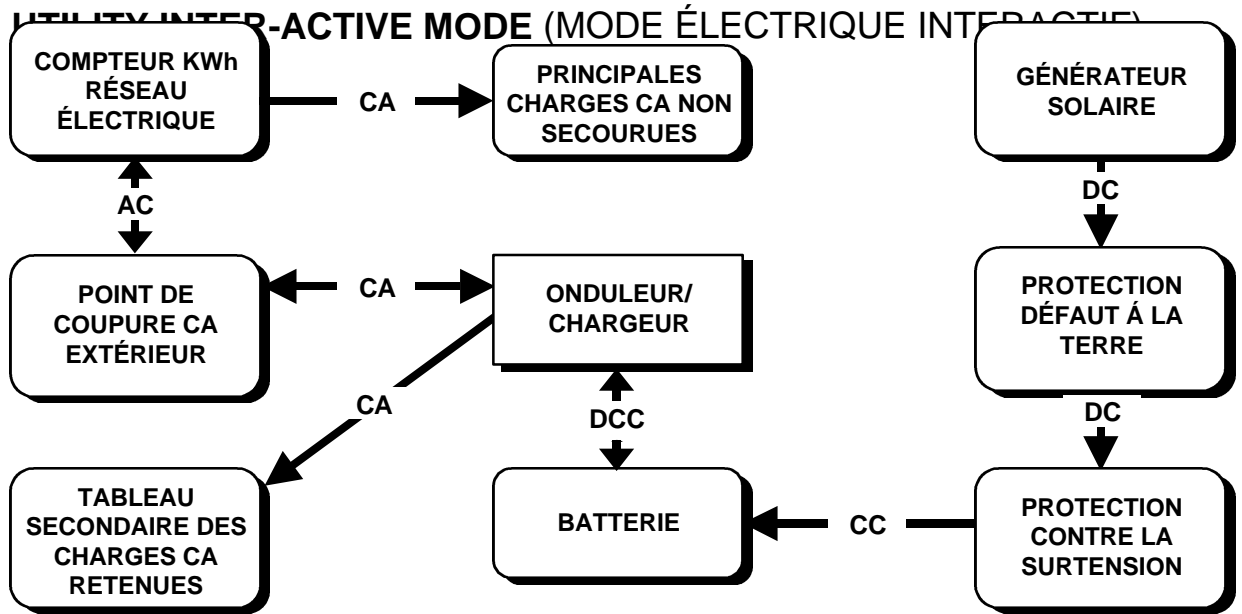 UTILITY INTER-ACTIVE MODE (MODE ÉLECTRIQUE INTERACTIF)
COMPTEUR KWh
RÉSEAU
ÉLECTRIQUE
CA
PRINCIPALES
CHARGES CA NON
SECOURUES
GÉNÉRATEUR
SOLAIRE
AC
DC
POINT DE
COUPURE CA
EXTÉRIEUR
CA
ONDULEUR/
CHARGEUR
PROTECTION
DÉFAUT Á LA
TERRE
CA
DCC
DC
TABLEAU
SECONDAIRE DES
CHARGES CA
RETENUES
BATTERIE
CC
PROTECTION
CONTRE LA
SURTENSION